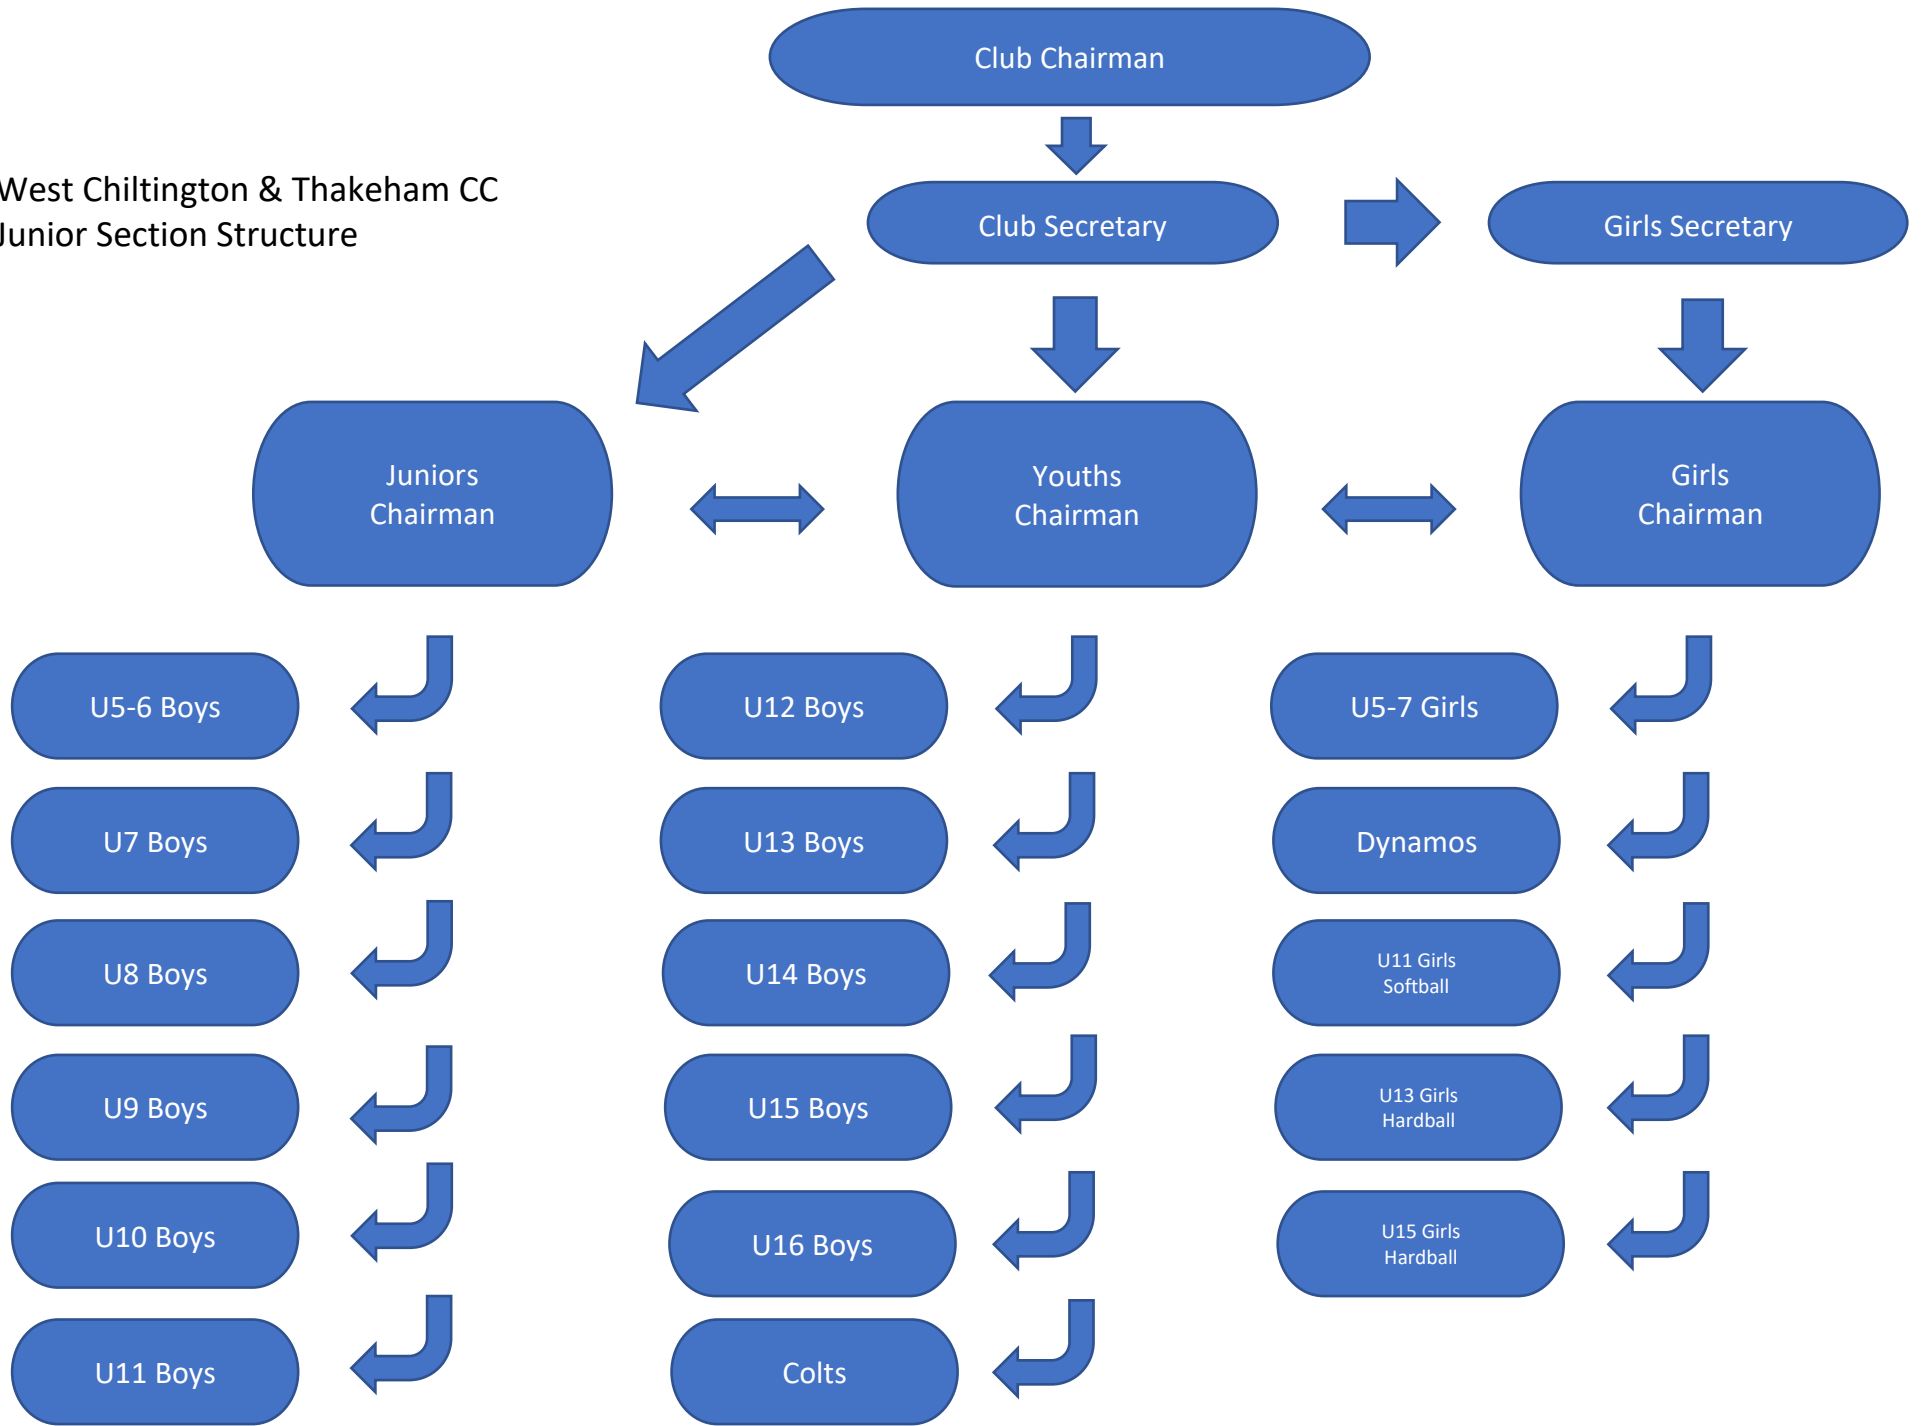 Club Chairman
West Chiltington & Thakeham CC
Junior Section Structure
Club Secretary
Girls Secretary
Juniors
Chairman
Youths
Chairman
Girls
Chairman
U5-6 Boys
U12 Boys
U5-7 Girls
U7 Boys
U13 Boys
Dynamos
U8 Boys
U14 Boys
U11 Girls
Softball
U9 Boys
U15 Boys
U13 Girls
Hardball
U10 Boys
U16 Boys
U15 Girls
Hardball
U11 Boys
Colts